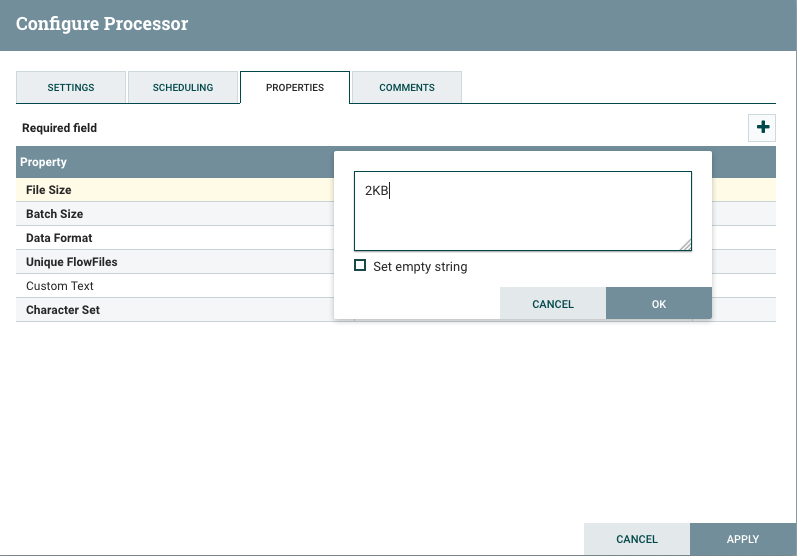 Configure Processor
SETTINGS
SCHEDULING
PROPERTIES
COMMENTS
Required field
Property
File Size
2KB
Batch Size
Data Format
Unique FlowFiles
Set empty string
Custom Text
Character Set
CANCEL
OK
CANCEL
APPLY